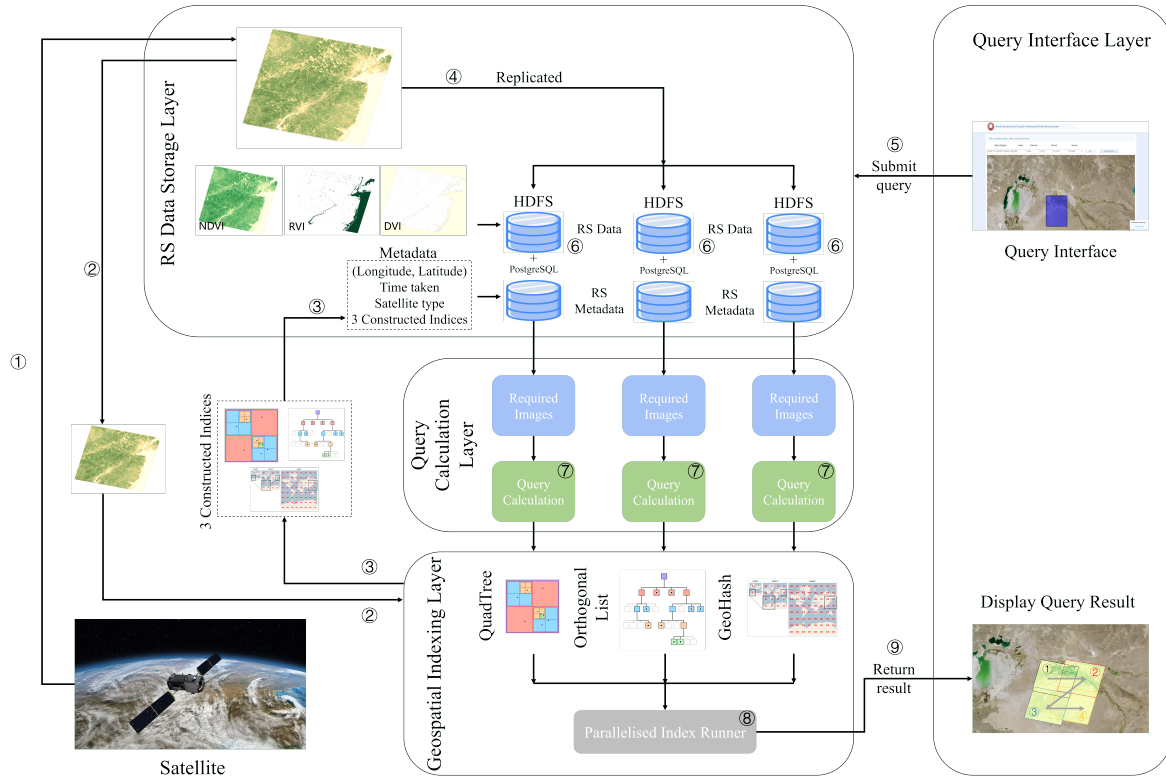 RS Data Storage Layer
④
Replicated
NDVI
RVI
DVI
HDFS
HDFS
HDFS
RS Data
RS Data
⑥
⑥
⑥
+
PostgreSQL
+
PostgreSQL
+
PostgreSQL
RS
Metadata
RS
Metadata
Metadata
(Longitude, Latitude)
Time taken
Satellite type
3 Constructed Indices
⑤
Submit
query
Query Interface Layer
Query Interface
①
②
③
3 Constructed Indices
③
②
Query
Calculation
Layer
Required
Images
Required
Images
Required
Images
Query
Calculation
⑦
Query
Calculation
⑦
Query
Calculation
⑦
Geospatial Indexing Layer
QuadTree
Orthogonal
List
GeoHash
Parallelised Index Runner
⑧
⑨
Return
result
Display Query Result
①
②
③
④
Satellite